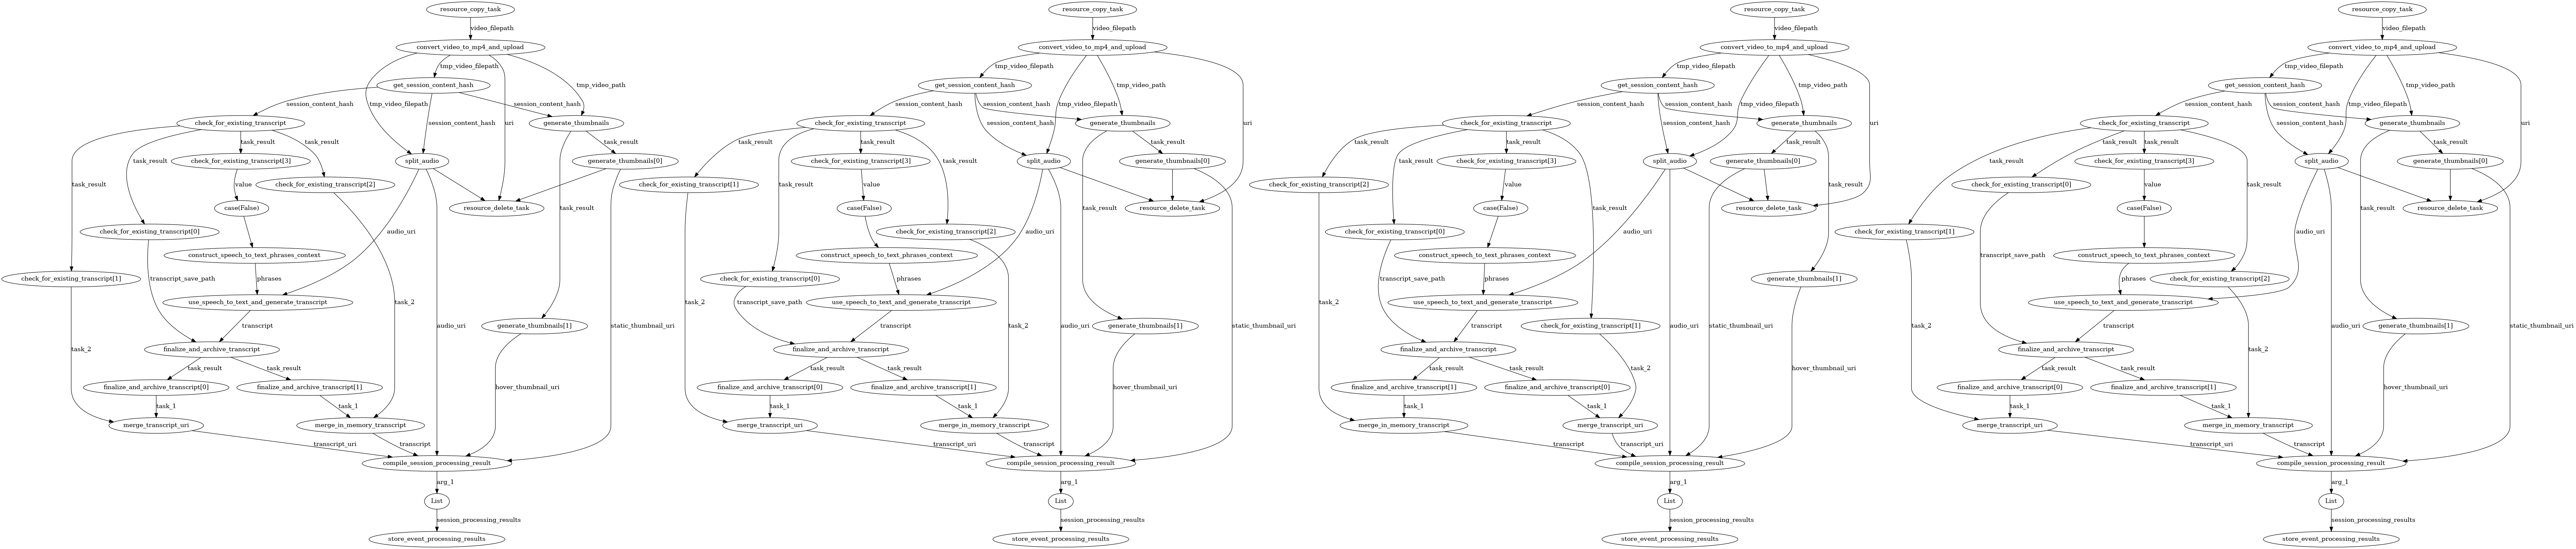 resource_copy_task
video_filepath
convert_video_to_mp4_and_upload
tmp_video_filepath
tmp_video_path
get_session_content_hash
session_content_hash
session_content_hash
tmp_video_filepath
uri
check_for_existing_transcript
session_content_hash
generate_thumbnails
task_result
task_result
task_result
task_result
check_for_existing_transcript[3]
split_audio
generate_thumbnails[0]
task_result
value
check_for_existing_transcript[2]
case(False)
resource_delete_task
task_result
check_for_existing_transcript[0]
audio_uri
construct_speech_to_text_phrases_context
check_for_existing_transcript[1]
transcript_save_path
phrases
use_speech_to_text_and_generate_transcript
task_2
transcript
audio_uri
generate_thumbnails[1]
static_thumbnail_uri
task_2
finalize_and_archive_transcript
task_result
task_result
finalize_and_archive_transcript[0]
finalize_and_archive_transcript[1]
hover_thumbnail_uri
task_1
task_1
merge_transcript_uri
merge_in_memory_transcript
transcript_uri
transcript
compile_session_processing_result
arg_1
List
session_processing_results
store_event_processing_results
resource_copy_task
video_filepath
convert_video_to_mp4_and_upload
tmp_video_filepath
get_session_content_hash
tmp_video_path
session_content_hash
session_content_hash
tmp_video_filepath
check_for_existing_transcript
session_content_hash
generate_thumbnails
uri
task_result
task_result
task_result
task_result
check_for_existing_transcript[3]
task_result
split_audio
generate_thumbnails[0]
check_for_existing_transcript[1]
value
case(False)
task_result
resource_delete_task
check_for_existing_transcript[2]
audio_uri
construct_speech_to_text_phrases_context
check_for_existing_transcript[0]
phrases
transcript_save_path
use_speech_to_text_and_generate_transcript
task_2
transcript
task_2
audio_uri
generate_thumbnails[1]
static_thumbnail_uri
finalize_and_archive_transcript
task_result
task_result
finalize_and_archive_transcript[0]
finalize_and_archive_transcript[1]
hover_thumbnail_uri
task_1
task_1
merge_transcript_uri
merge_in_memory_transcript
transcript_uri
transcript
compile_session_processing_result
arg_1
List
session_processing_results
store_event_processing_results
resource_copy_task
video_filepath
convert_video_to_mp4_and_upload
tmp_video_filepath
get_session_content_hash
tmp_video_path
session_content_hash
session_content_hash
tmp_video_filepath
check_for_existing_transcript
session_content_hash
generate_thumbnails
uri
task_result
task_result
task_result
task_result
task_result
check_for_existing_transcript[3]
split_audio
generate_thumbnails[0]
check_for_existing_transcript[2]
value
task_result
case(False)
task_result
resource_delete_task
check_for_existing_transcript[0]
audio_uri
construct_speech_to_text_phrases_context
transcript_save_path
phrases
generate_thumbnails[1]
use_speech_to_text_and_generate_transcript
task_2
transcript
check_for_existing_transcript[1]
audio_uri
static_thumbnail_uri
finalize_and_archive_transcript
task_result
task_result
task_2
hover_thumbnail_uri
finalize_and_archive_transcript[1]
finalize_and_archive_transcript[0]
task_1
task_1
merge_in_memory_transcript
merge_transcript_uri
transcript
transcript_uri
compile_session_processing_result
arg_1
List
session_processing_results
store_event_processing_results
resource_copy_task
video_filepath
convert_video_to_mp4_and_upload
tmp_video_filepath
get_session_content_hash
tmp_video_path
session_content_hash
session_content_hash
tmp_video_filepath
check_for_existing_transcript
session_content_hash
generate_thumbnails
uri
task_result
task_result
task_result
task_result
check_for_existing_transcript[3]
split_audio
generate_thumbnails[0]
check_for_existing_transcript[0]
value
task_result
case(False)
task_result
resource_delete_task
check_for_existing_transcript[1]
audio_uri
transcript_save_path
construct_speech_to_text_phrases_context
phrases
check_for_existing_transcript[2]
use_speech_to_text_and_generate_transcript
task_2
transcript
audio_uri
generate_thumbnails[1]
static_thumbnail_uri
finalize_and_archive_transcript
task_2
task_result
task_result
finalize_and_archive_transcript[0]
finalize_and_archive_transcript[1]
hover_thumbnail_uri
task_1
task_1
merge_transcript_uri
merge_in_memory_transcript
transcript_uri
transcript
compile_session_processing_result
arg_1
List
session_processing_results
store_event_processing_results